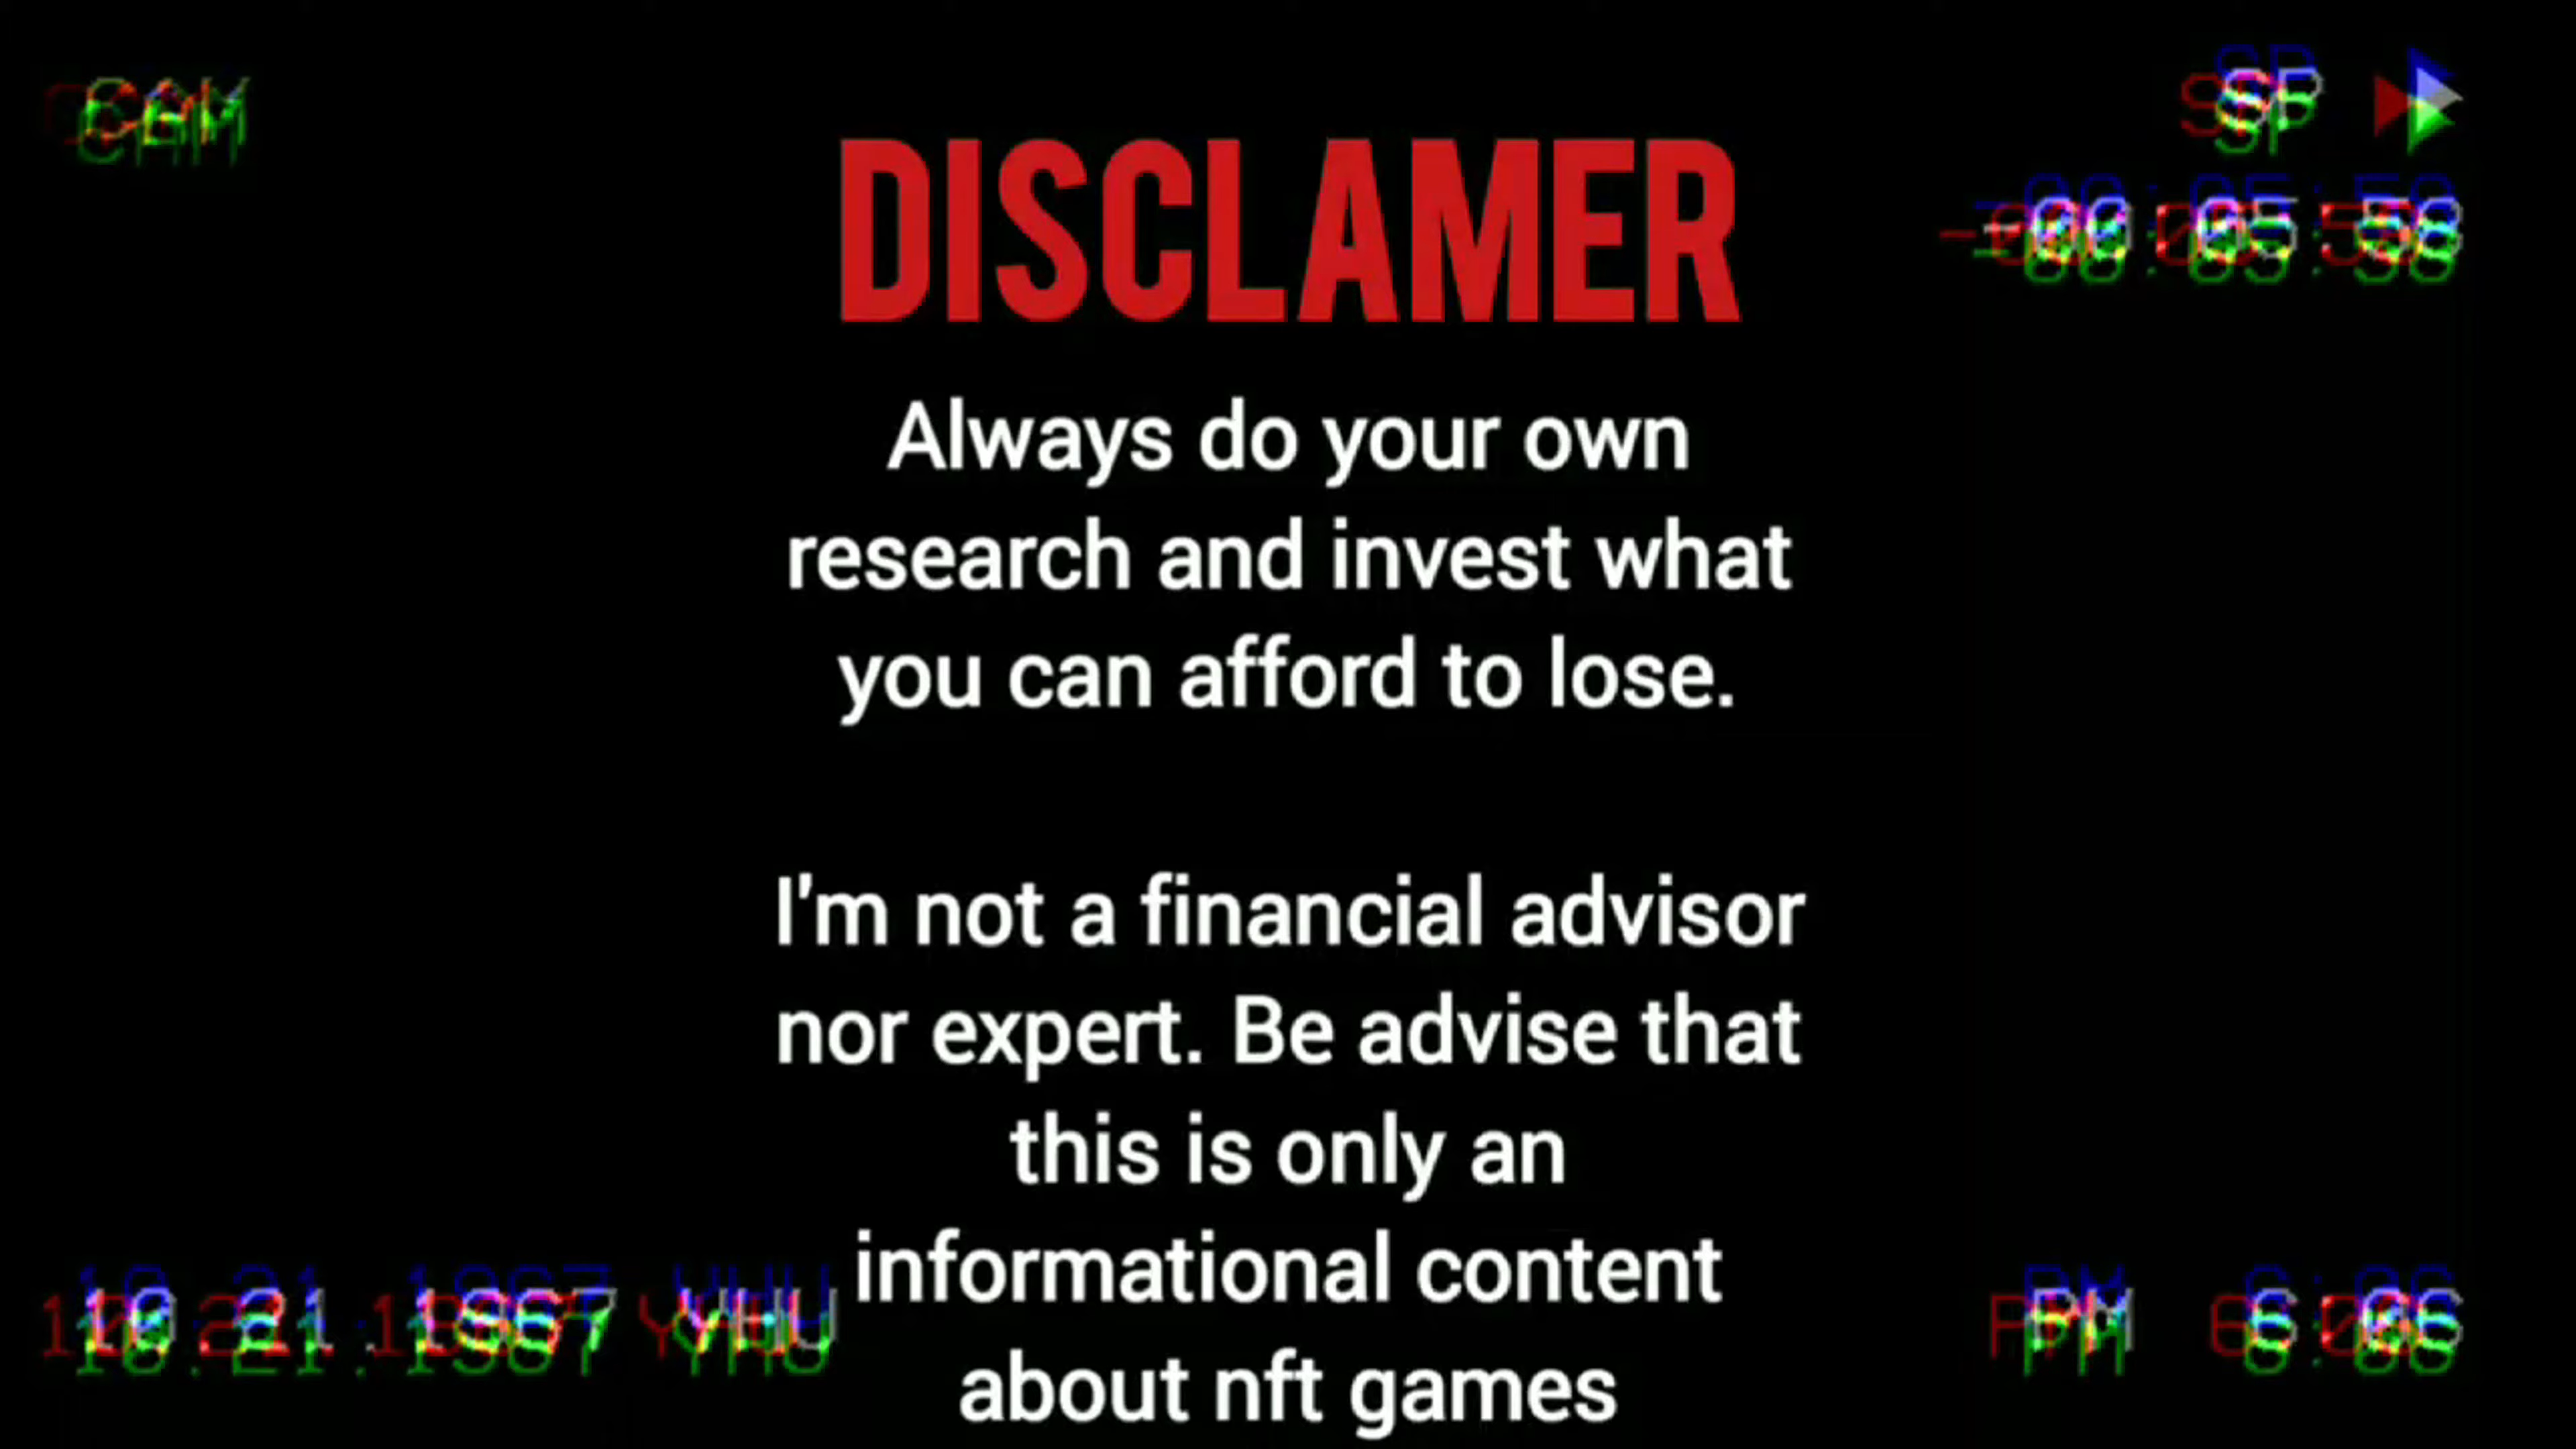 CAM
SP
DISCLAMER
Always do your own
research and invest what
you can afford to lose.
I'm not a financial advisor
nor expert. Be advise that
this is only an
informational content
about nft games
PM